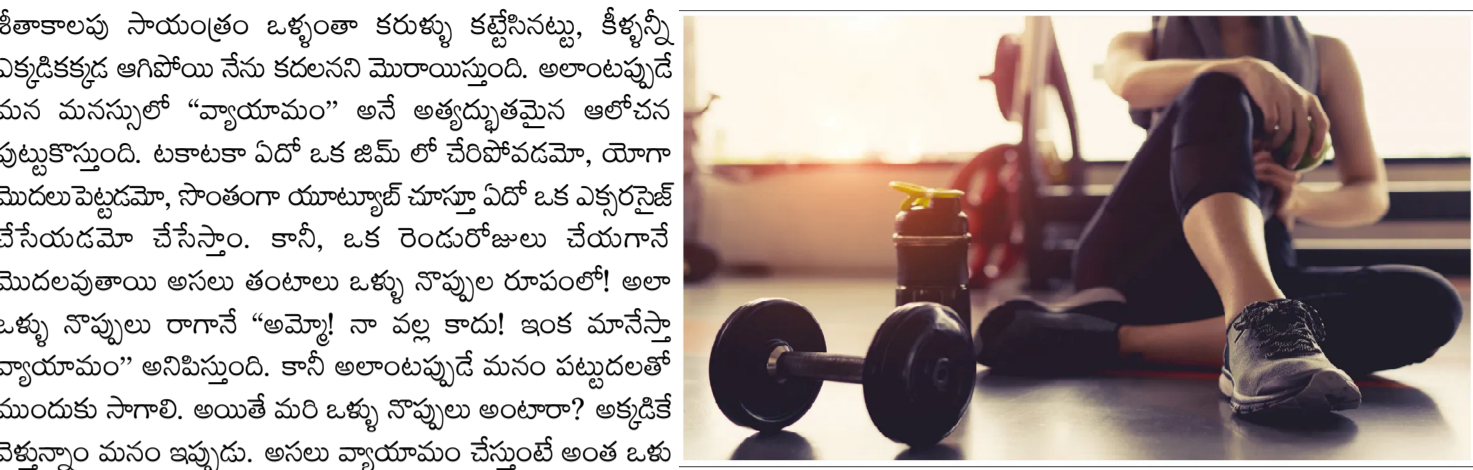 శీతాకాలపు సాయంత్రం ఒళ్ళంతా కరుళ్ళు కట్టేసినట్టు, కీళ్ళన్నీ
ఎక్కడికక్కడ ఆగిపోయి నేను కదలనని మొరాయిస్తుంది. అలాంటప్పుడే
మన మనస్సులో “వ్యాయామం” అనే అత్యద్భుతమైన ఆలోచన
పుట్టుకొస్తుంది. టకాటకా ఏదో ఒక జిమ్ లో చేరిపోవడమో, యోగా
మొదలుపెట్టడమో, సొంతంగా యూట్యూబ్ చూస్తూ ఏదో ఒక ఎక్సరసైజ్
చేసేయడమో చేసేస్తాం. కానీ, ఒక రెండురోజులు చేయగానే
మొదలవుతాయి అసలు తంటాలు ఒళ్ళు నొప్పుల రూపంలో! అలా
ఒళ్ళు నొప్పులు రాగానే “అమ్మో! నా వల్ల కాదు! ఇంక మానేస్తా
వ్యాయామం” అనిపిస్తుంది. కానీ అలాంటప్పుడే మనం పట్టుదలతో
ముందుకు సాగాలి. అయితే మరి ఒళ్ళు నొప్పులు అంటారా? అక్కడికే
వెళ్తున్నాం మనం ఇప్పుడు. అసలు వ్యాయామం చేస్తుంటే అంత ఒళు